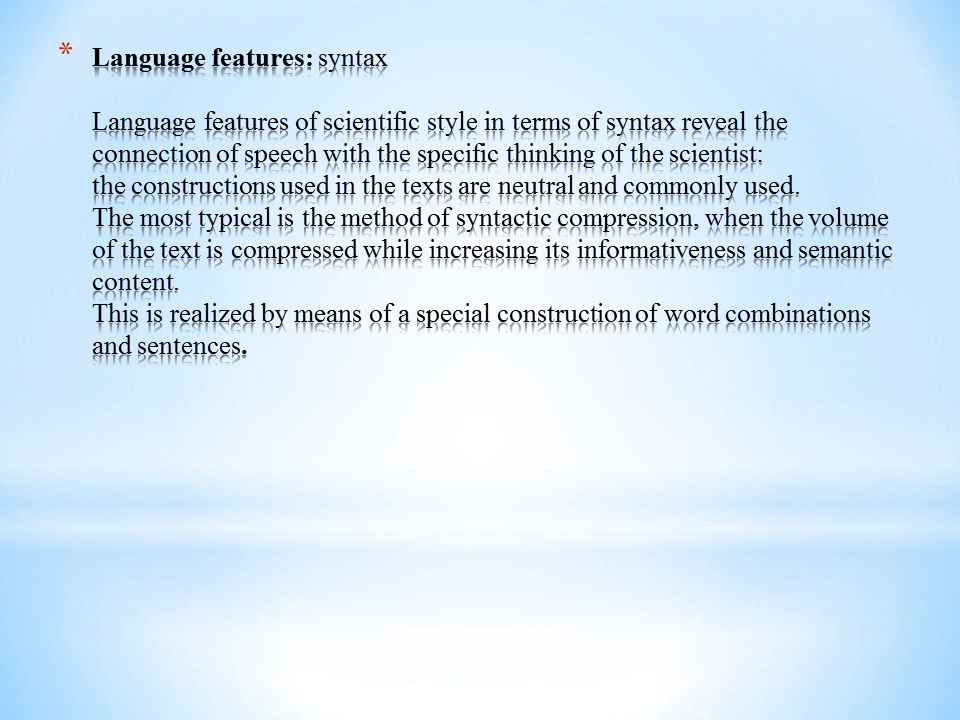 * Language features: syntax
Language features of scientific style in terms of syntax reveal the
connection of speech with the specific thinking of the scientist:
the constructions used in the texts are neutral and commonly used.
The most typical is the method of syntactic compression, when the volume
of the text is compressed while increasing its informativeness and semantic
content.
This is realized by means of a special construction of word combinations
and sentences.